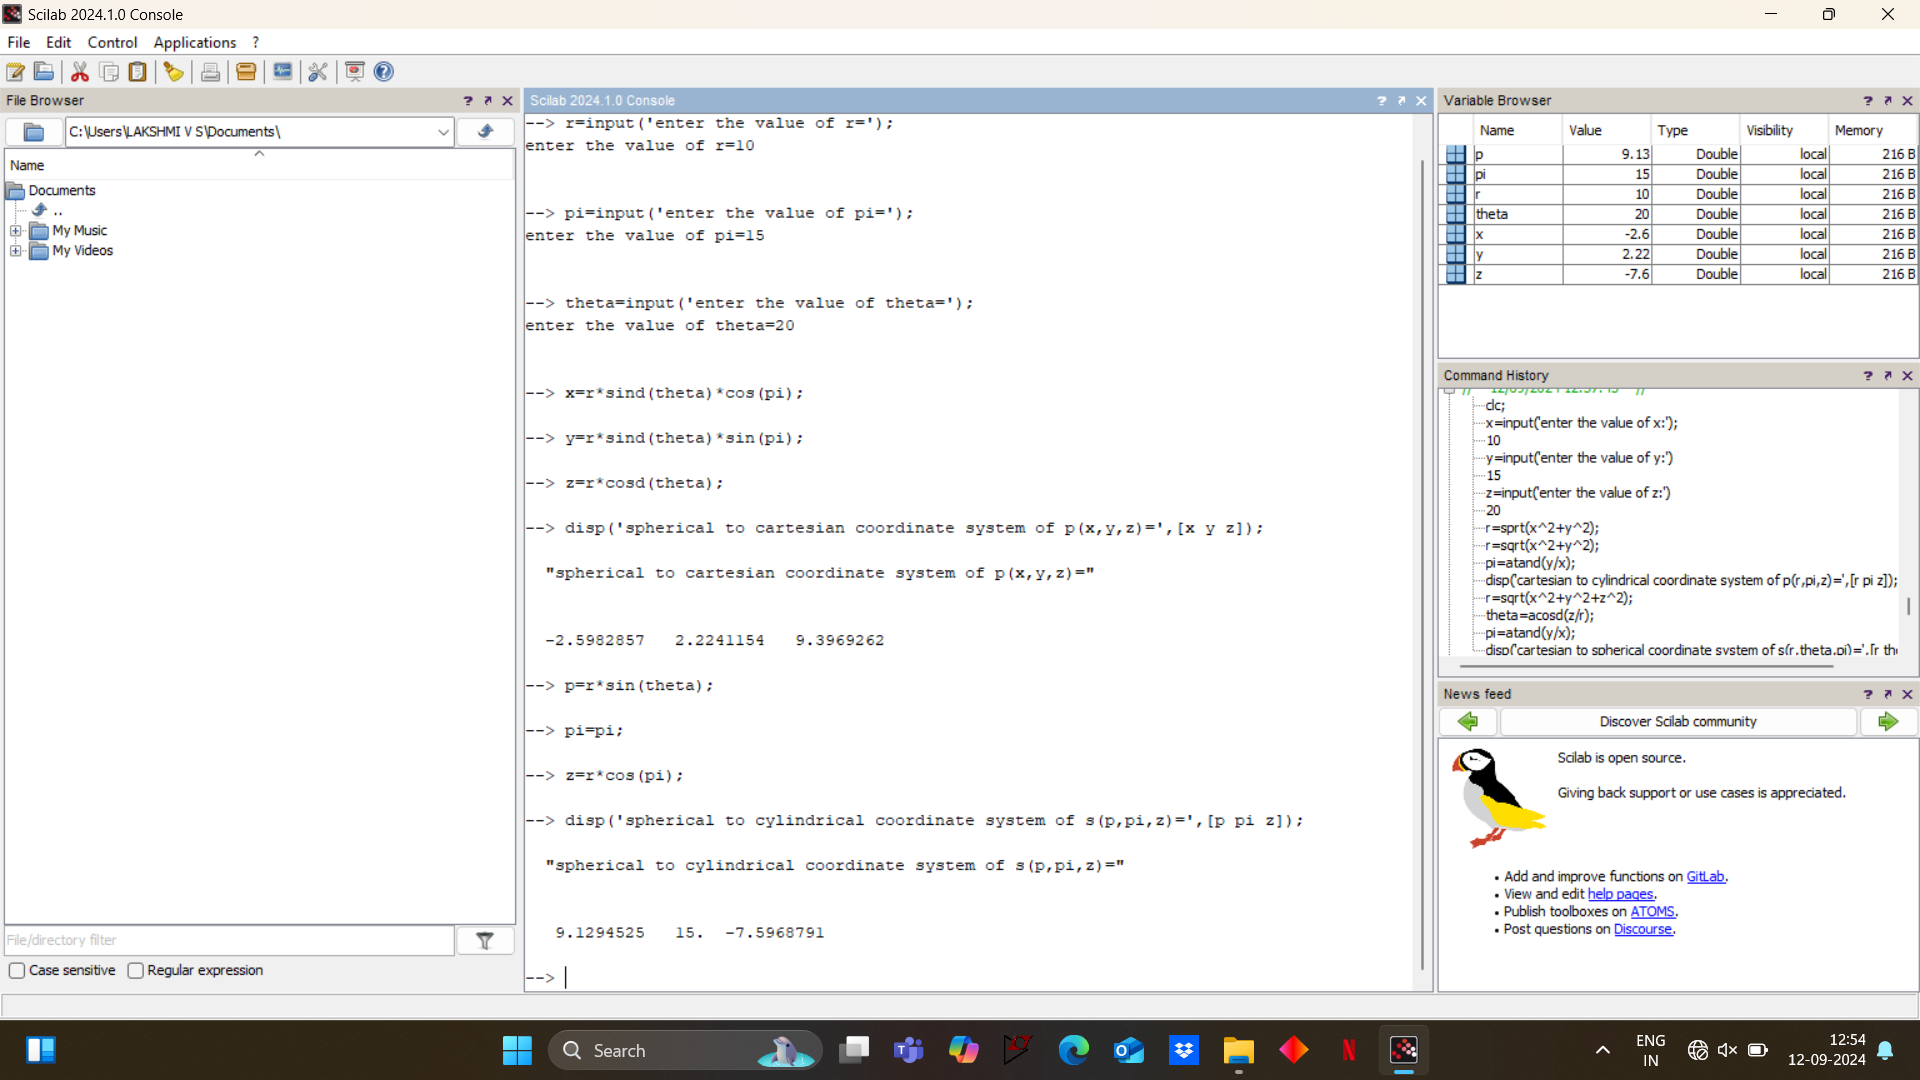 Scilab 2024.1.0 Console
File Edit Control Applications ?
File Browser
C:\Users\LAKSHMI V S\Documents\
Name
Documents
..
My Music
My Videos
File/directory filter
Case sensitive Regular expression
Scilab 2024.1.0 Console
--> r=input('enter the value of r=');
enter the value of r=10
--> pi=input('enter the value of pi=');
enter the value of pi=15
--> theta=input('enter the value of theta=');
enter the value of theta=20
--> x=r*sind(theta)*cos(pi);
--> y=r*sind(theta)*sin(pi);
--> z=r*cosd(theta);
--> disp('spherical to cartesian coordinate system of p(x,y,z)=',[x y z]);
"spherical to cartesian coordinate system of p(x,y,z)="
-2.5982857 2.2241154 9.3969262
--> p=r*sin(theta);
--> pi=pi;
--> z=r*cos(pi);
--> disp('spherical to cylindrical coordinate system of s(p,pi,z)=',[p pi z]);
"spherical to cylindrical coordinate system of s(p,pi,z)="
9.1294525 15. -7.5968791
-->
Variable Browser
Name Value Type Visibility Memory
p 9.13 Double local 216 B
pi 15 Double local 216 B
r 10 Double local 216 B
theta 20 Double local 216 B
x -2.6 Double local 216 B
y 2.22 Double local 216 B
z -7.6 Double local 216 B
Command History
clc;
x=input('enter the value of x:');
10
y=input('enter the value of y:')
15
z=input('enter the value of z:')
20
r=sprt(x^2+y^2);
r=sqrt(x^2+y^2);
pi=atand(y/x);
disp('cartesian to cylindrical coordinate system of p(r,pi,z)=',[r pi z]);
r=sqrt(x^2+y^2+z^2);
theta=acosd(z/r);
pi=atand(y/x);
disp('cartesian to spherical coordinate system of s(r,theta,pi)=',[r the
News feed
Discover Scilab community
Scilab is open source.
Giving back support or use cases is appreciated.
• Add and improve functions on GitLab.
• View and edit help pages.
• Publish toolboxes on ATOMS.
• Post questions on Discourse.
Search
ENG
IN
12:54
12-09-2024